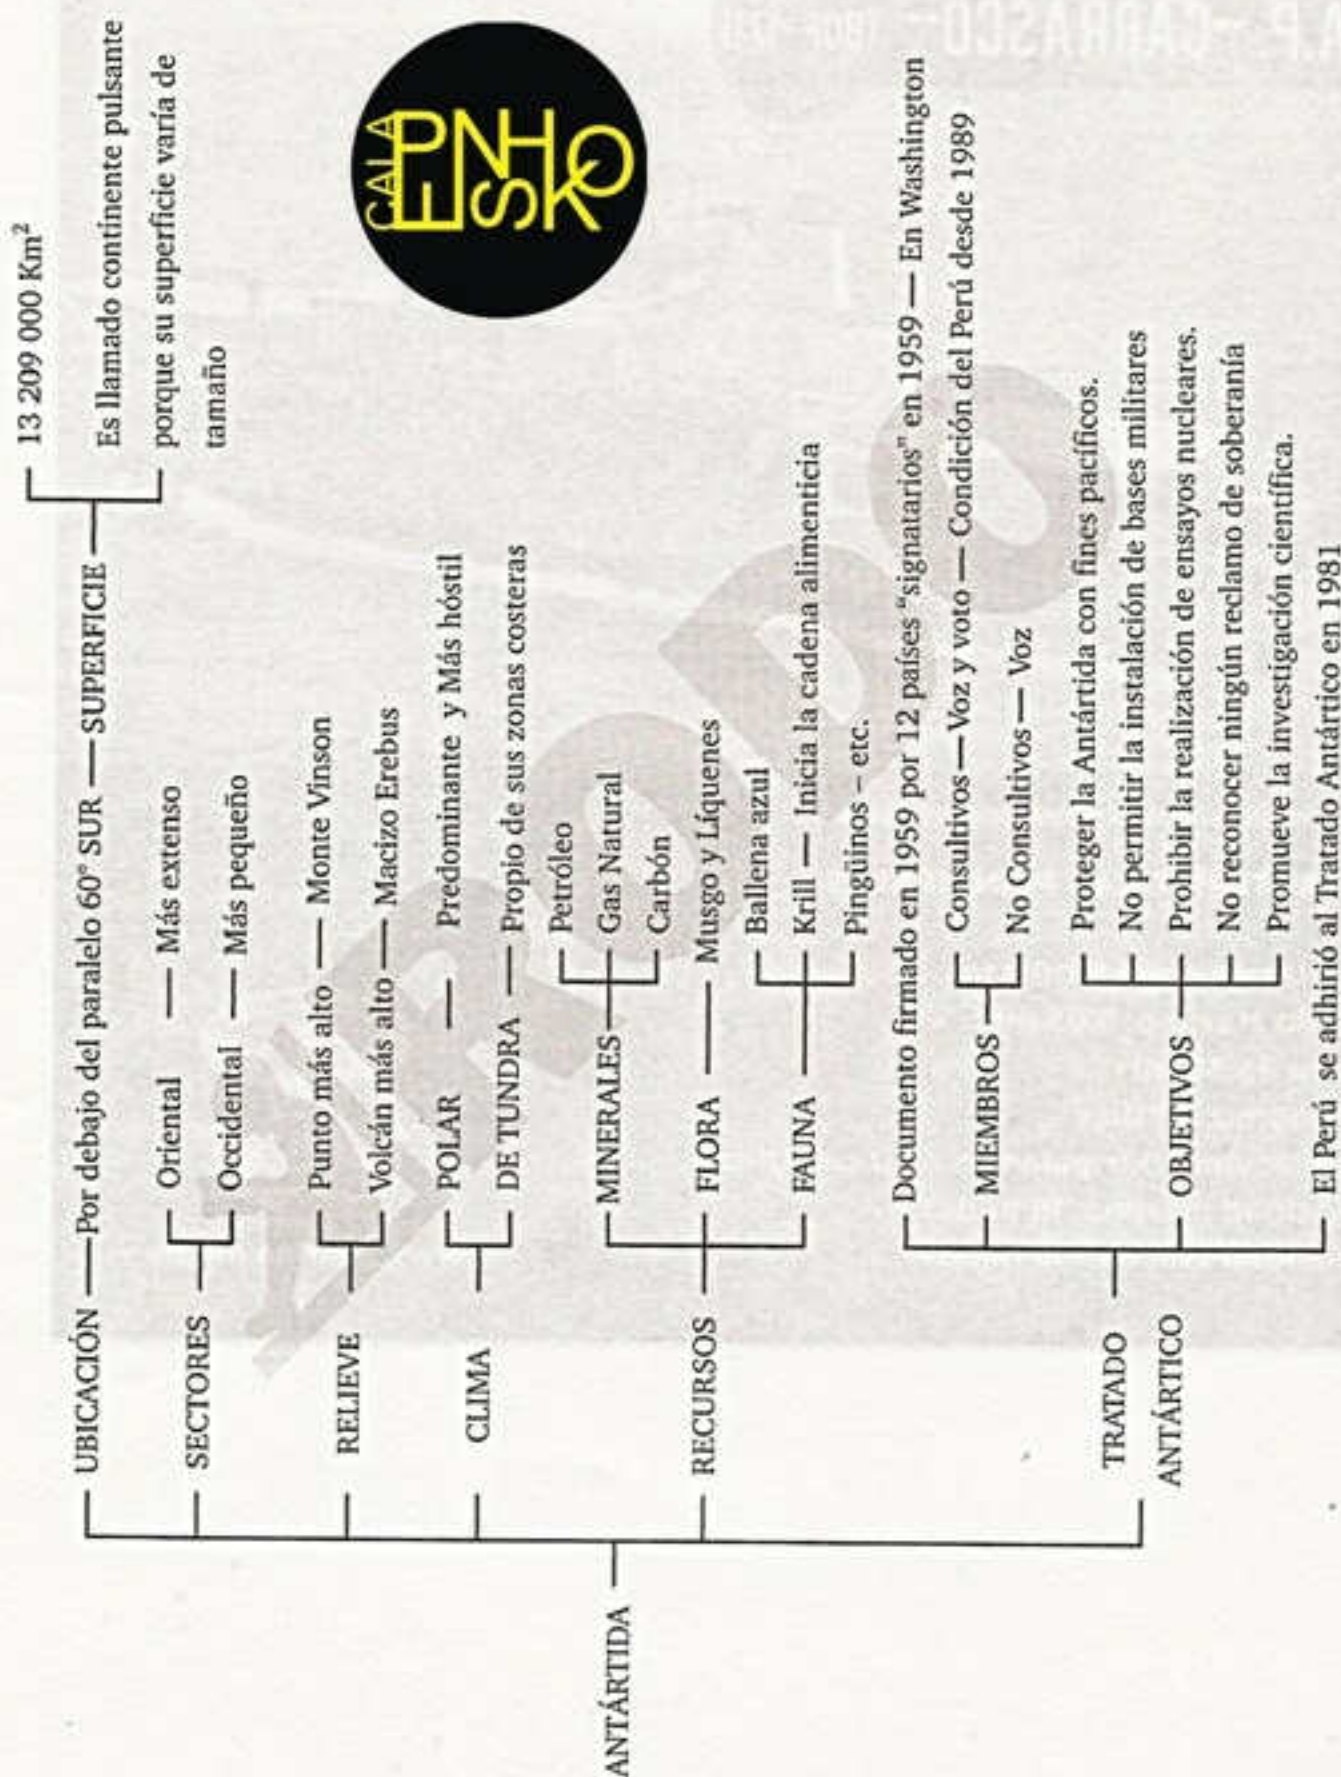 ANTÁRTIDA
UBICACIÓN — Por debajo del paralelo 60° SUR — SUPERFICIE
13 209 000 Km²
Es llamado continente pulsante
porque su superficie varía de
tamaño
SECTORES
Oriental — Más extenso
Occidental — Más pequeño
RELIEVE
Punto más alto — Monte Vinson
Volcán más alto — Macizo Erebus
CLIMA
POLAR — Predominante y Más hóstil
DE TUNDRA — Propio de sus zonas costeras
RECURSOS
MINERALES
Petróleo
Gas Natural
Carbón
FLORA — Musgo y Líquenes
FAUNA
Ballena azul
Krill — Inicia la cadena alimenticia
Pingüinos – etc.
TRATADO
ANTÁRTICO
Documento firmado en 1959 por 12 países "signatarios" en 1959 — En Washington
MIEMBROS
Consultivos — Voz y voto — Condición del Perú desde 1989
No Consultivos — Voz
OBJETIVOS
Proteger la Antártida con fines pacíficos.
No permitir la instalación de bases militares
Prohibir la realización de ensayos nucleares.
No reconocer ningún reclamo de soberanía
Promueve la investigación científica.
El Perú se adhirió al Tratado Antártico en 1981
CARRASCO